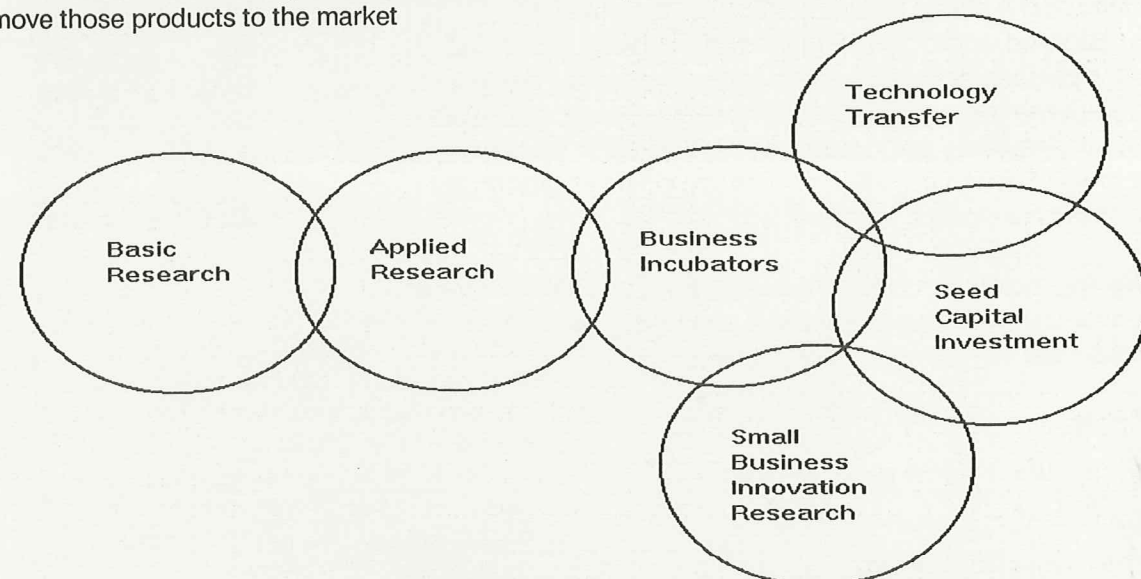 move those products to the market
Technology
Transfer
Basic
Research
Applied
Research
Business
Incubators
Seed
Capital
Investment
Small
Business
Innovation
Research